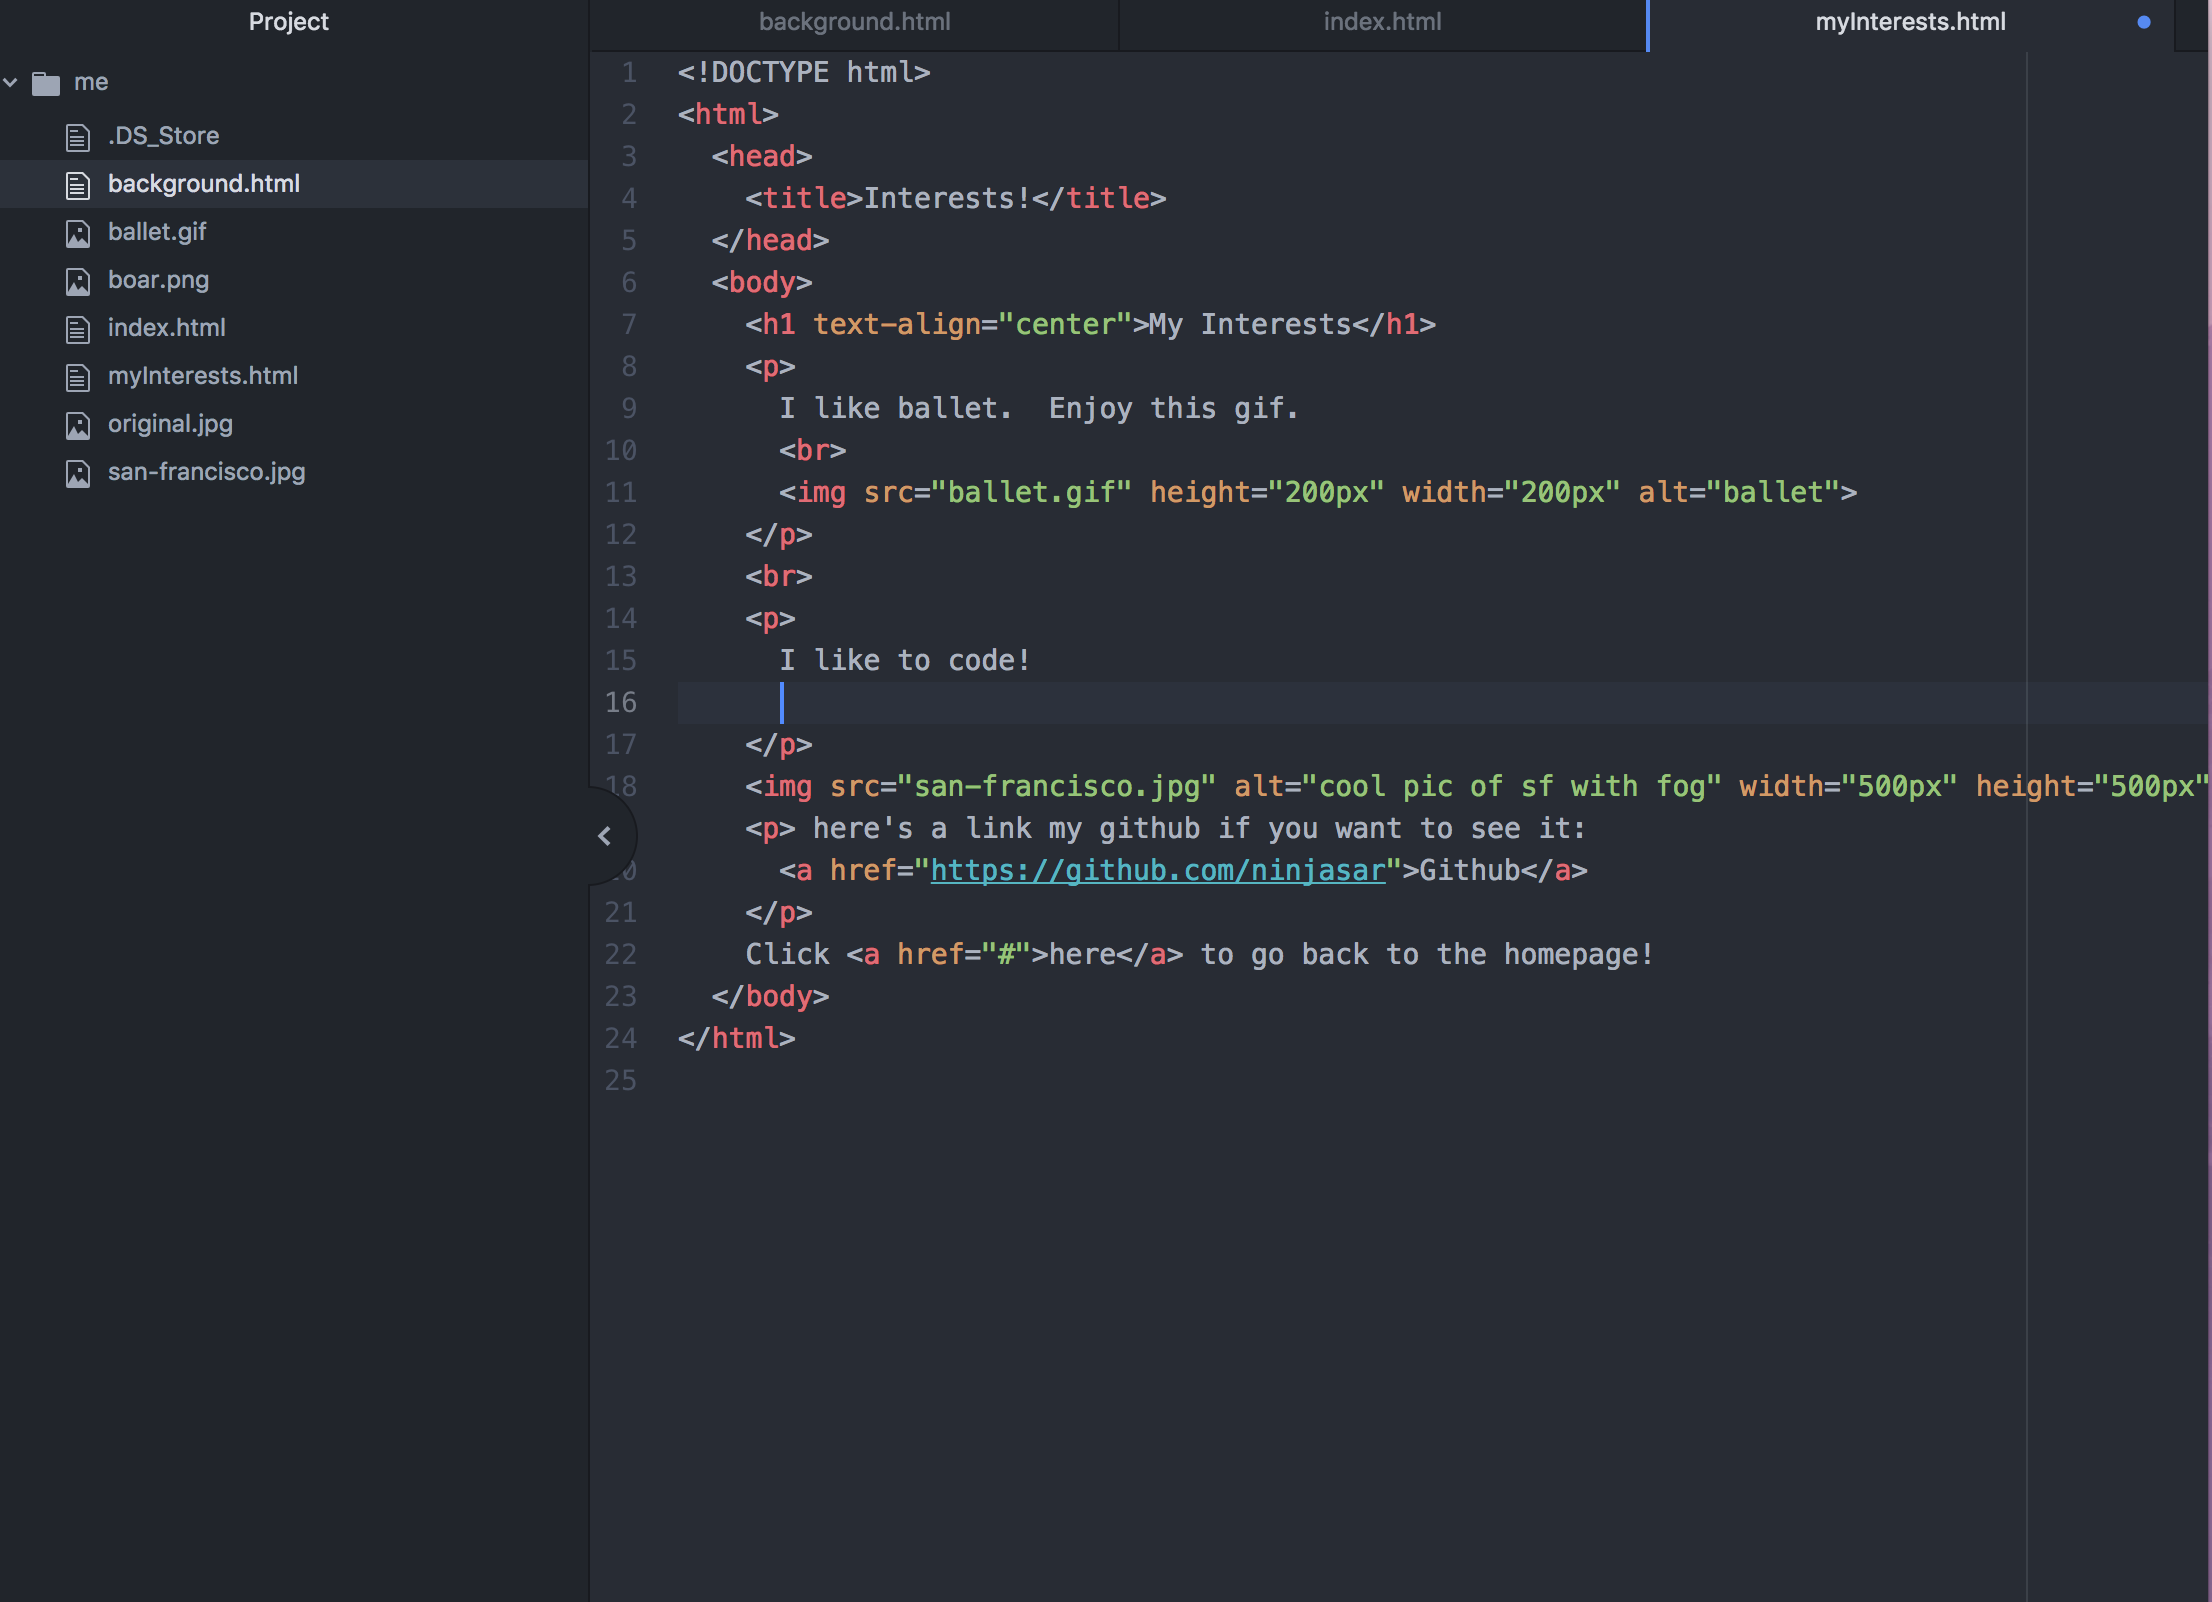 Project
me
.DS_Store
background.html
ballet.gif
boar.png
index.html
myInterests.html
original.jpg
san-francisco.jpg
background.html index.html myInterests.html
1 <!DOCTYPE html>
2 <html>
3   <head>
4     <title>Interests!</title>
5   </head>
6   <body>
7     <h1 text-align="center">My Interests</h1>
8     <p>
9       I like ballet.  Enjoy this gif.
10       <br>
11       <img src="ballet.gif" height="200px" width="200px" alt="ballet">
12     </p>
13     <br>
14     <p>
15       I like to code!
16
17     </p>
18     <img src="san-francisco.jpg" alt="cool pic of sf with fog" width="500px" height="500px"
    <p> here's a link my github if you want to see it:
20       <a href="https://github.com/ninjasar">Github</a>
21     </p>
22     Click <a href="#">here</a> to go back to the homepage!
23   </body>
24 </html>
25